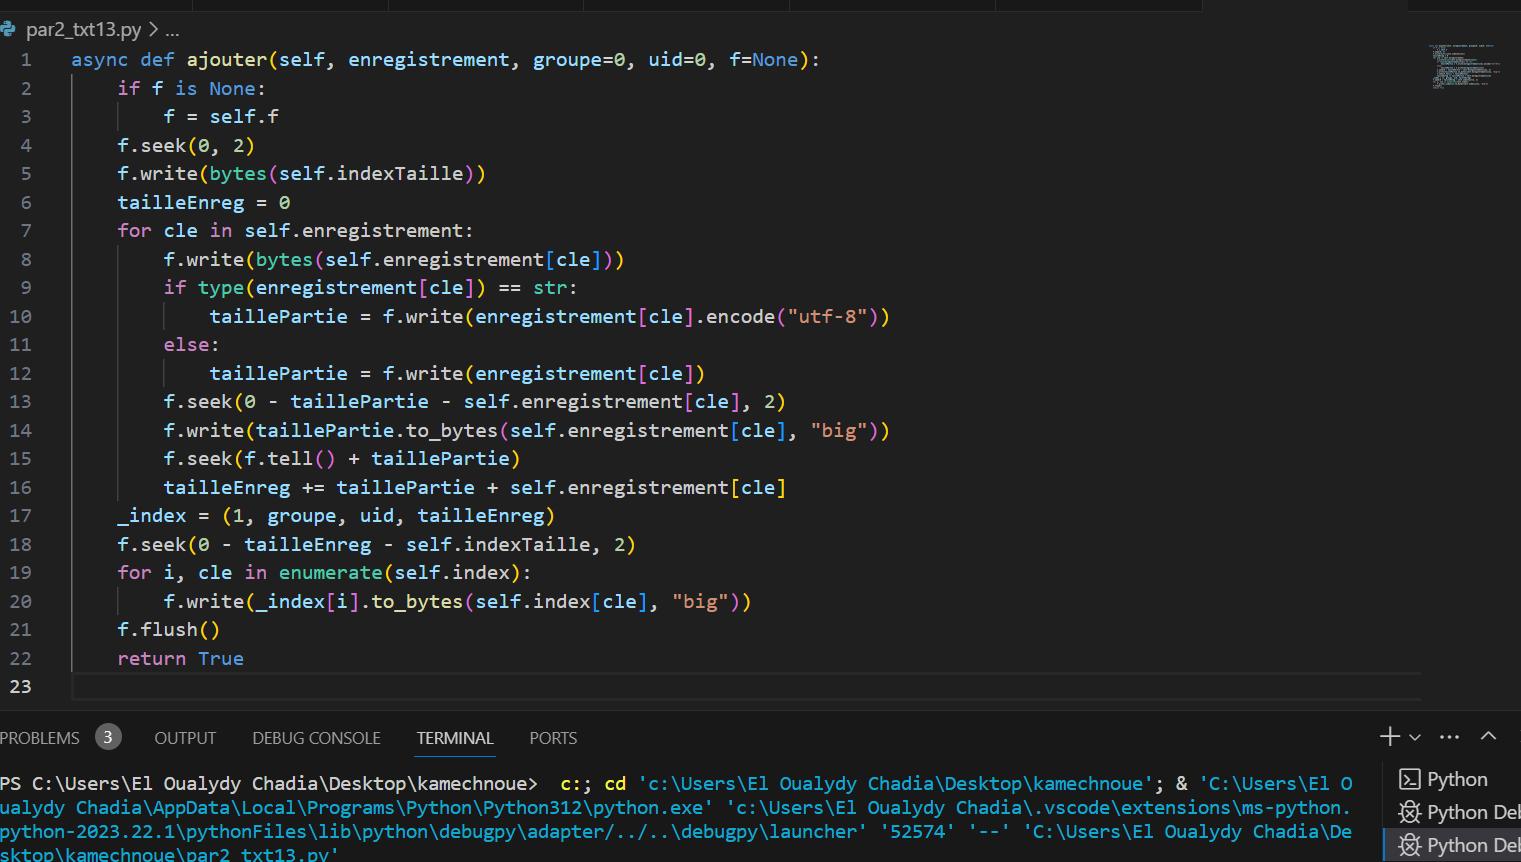 par2_txt13.py > ...
1 async def ajouter(self, enregistrement, groupe=0, uid=0, f=None):
2     if f is None:
3         f = self.f
4     f.seek(0, 2)
5     f.write(bytes(self.indexTaille))
6     tailleEnreg = 0
7     for cle in self.enregistrement:
8         f.write(bytes(self.enregistrement[cle]))
9         if type(enregistrement[cle]) == str:
10             taillePartie = f.write(enregistrement[cle].encode("utf-8"))
11         else:
12             taillePartie = f.write(enregistrement[cle])
13         f.seek(0 - taillePartie - self.enregistrement[cle], 2)
14         f.write(taillePartie.to_bytes(self.enregistrement[cle], "big"))
15         f.seek(f.tell() + taillePartie)
16         tailleEnreg += taillePartie + self.enregistrement[cle]
17     _index = (1, groupe, uid, tailleEnreg)
18     f.seek(0 - tailleEnreg - self.indexTaille, 2)
19     for i, cle in enumerate(self.index):
20         f.write(_index[i].to_bytes(self.index[cle], "big"))
21     f.flush()
22     return True
23
PROBLEMS 3 OUTPUT DEBUG CONSOLE TERMINAL PORTS
PS C:\Users\El Oualydy Chadia\Desktop\kamechnoue>  c:; cd 'c:\Users\El Oualydy Chadia\Desktop\kamechnoue'; & 'C:\Users\El O
ualydy Chadia\AppData\Local\Programs\Python\Python312\python.exe' 'c:\Users\El Oualydy Chadia\.vscode\extensions\ms-python.
python-2023.22.1\pythonFiles\lib\python\debugpy\adapter/../..\debugpy\launcher' '52574' '--' 'C:\Users\El Oualydy Chadia\De
sktop\kamechnoue\par2_txt13.py'
Python
Python Deb
Python Deb